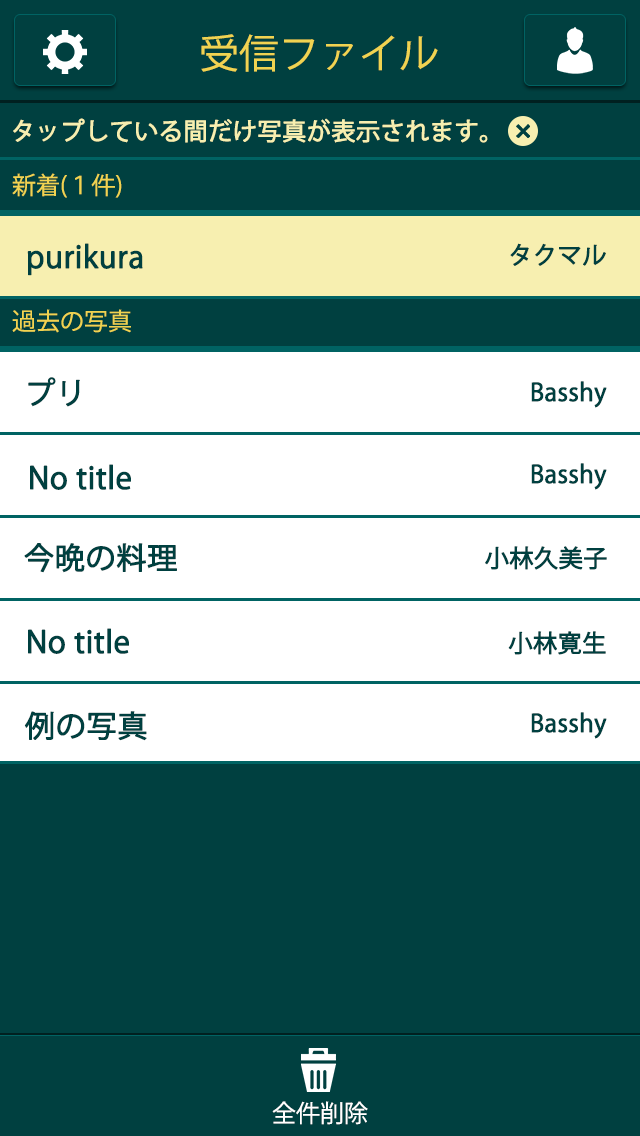 受信ファイル
タップしている間だけ写真が表示されます。
新着(１件)
purikura タクマル
過去の写真
プリ Basshy
No title Basshy
今晩の料理 小林久美子
No title 小林寛生
例の写真 Basshy
全件削除